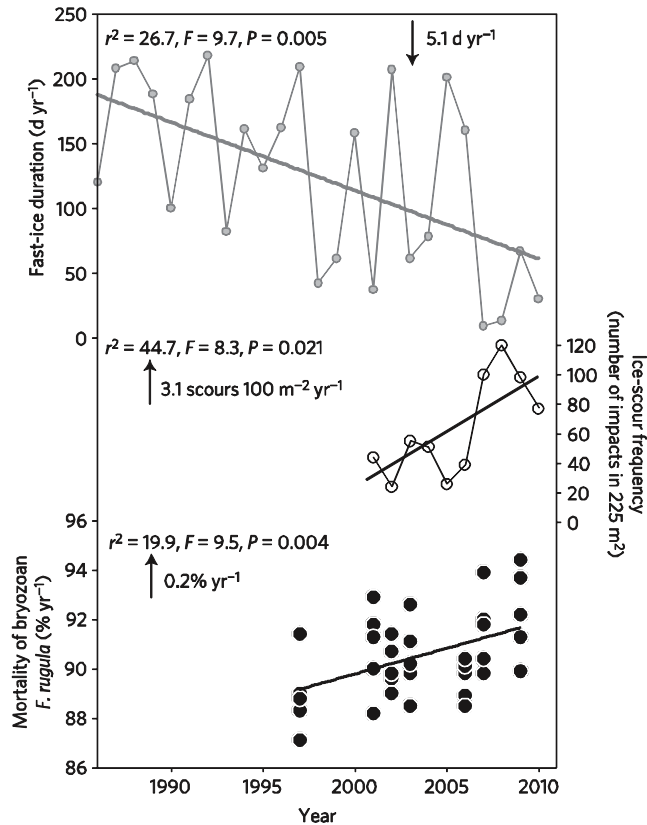 250
r² = 26.7, F = 9.7, P = 0.005
5.1 d yr⁻¹
200
150
100
50
0
Fast-ice duration (d yr⁻¹)
r² = 44.7, F = 8.3, P = 0.021
3.1 scours 100 m⁻² yr⁻¹
120
100
80
60
40
20
0
Ice-scour frequency
(number of impacts in 225 m²)
96
r² = 19.9, F = 9.5, P = 0.004
0.2% yr⁻¹
94
92
90
88
86
Mortality of bryozoan
F. rugula (% yr⁻¹)
1990 1995 2000 2005 2010
Year